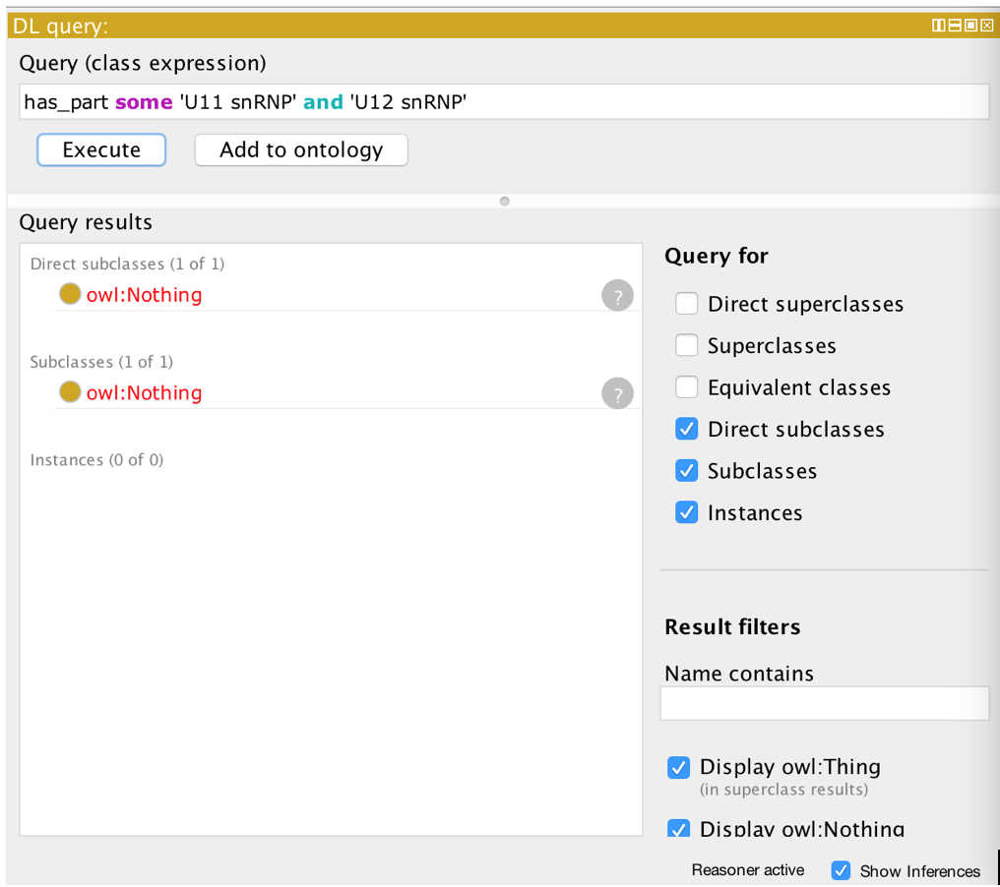 DL query:
Query (class expression)
has_part some 'U11 snRNP' and 'U12 snRNP'
Execute
Add to ontology
Query results
Direct subclasses (1 of 1)
owl:Nothing
?
Subclasses (1 of 1)
owl:Nothing
?
Instances (0 of 0)
Query for
Direct superclasses
Superclasses
Equivalent classes
Direct subclasses
Subclasses
Instances
Result filters
Name contains
Display owl:Thing
(in superclass results)
Display owl:Nothing
Reasoner active
Show Inferences